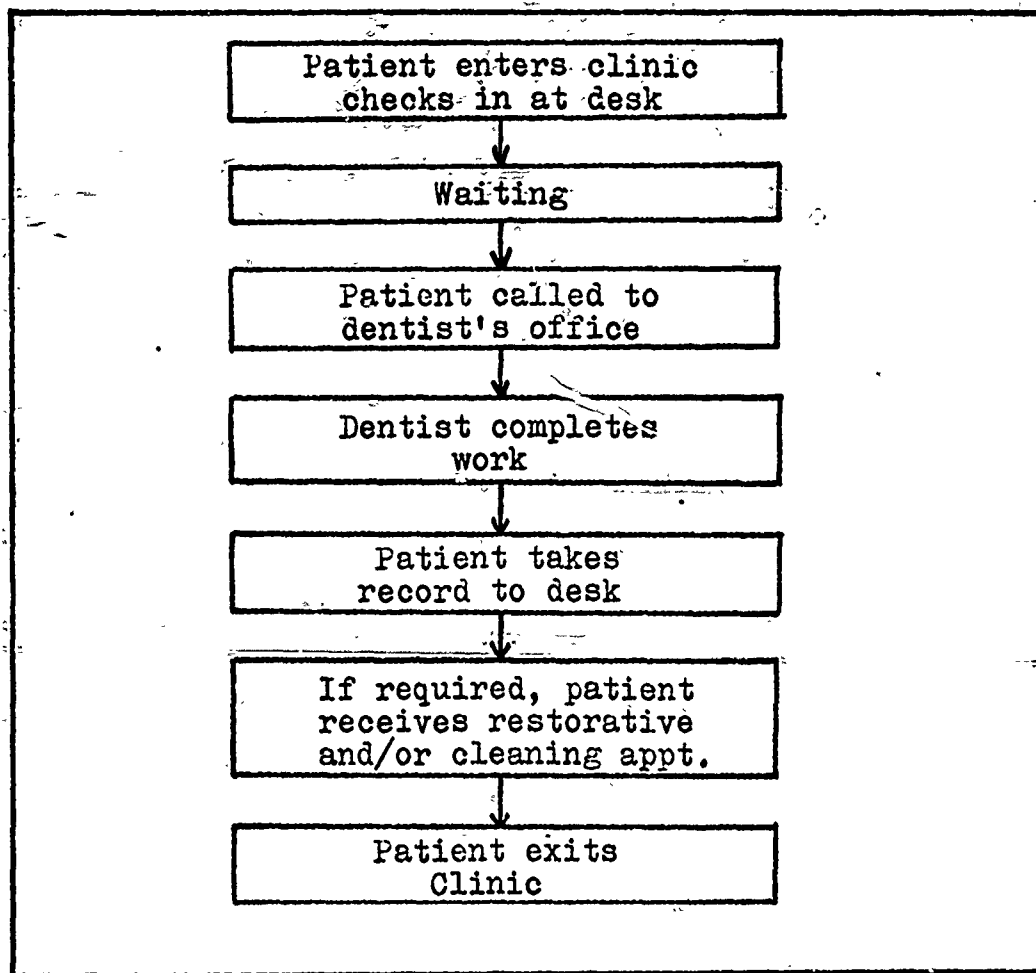 Patient enters clinic
checks in at desk
Waiting
Patient called to
dentist's office
Dentist completes
work
Patient takes
record to desk
If required, patient
receives restorative
and/or cleaning appt.
Patient exits
Clinic